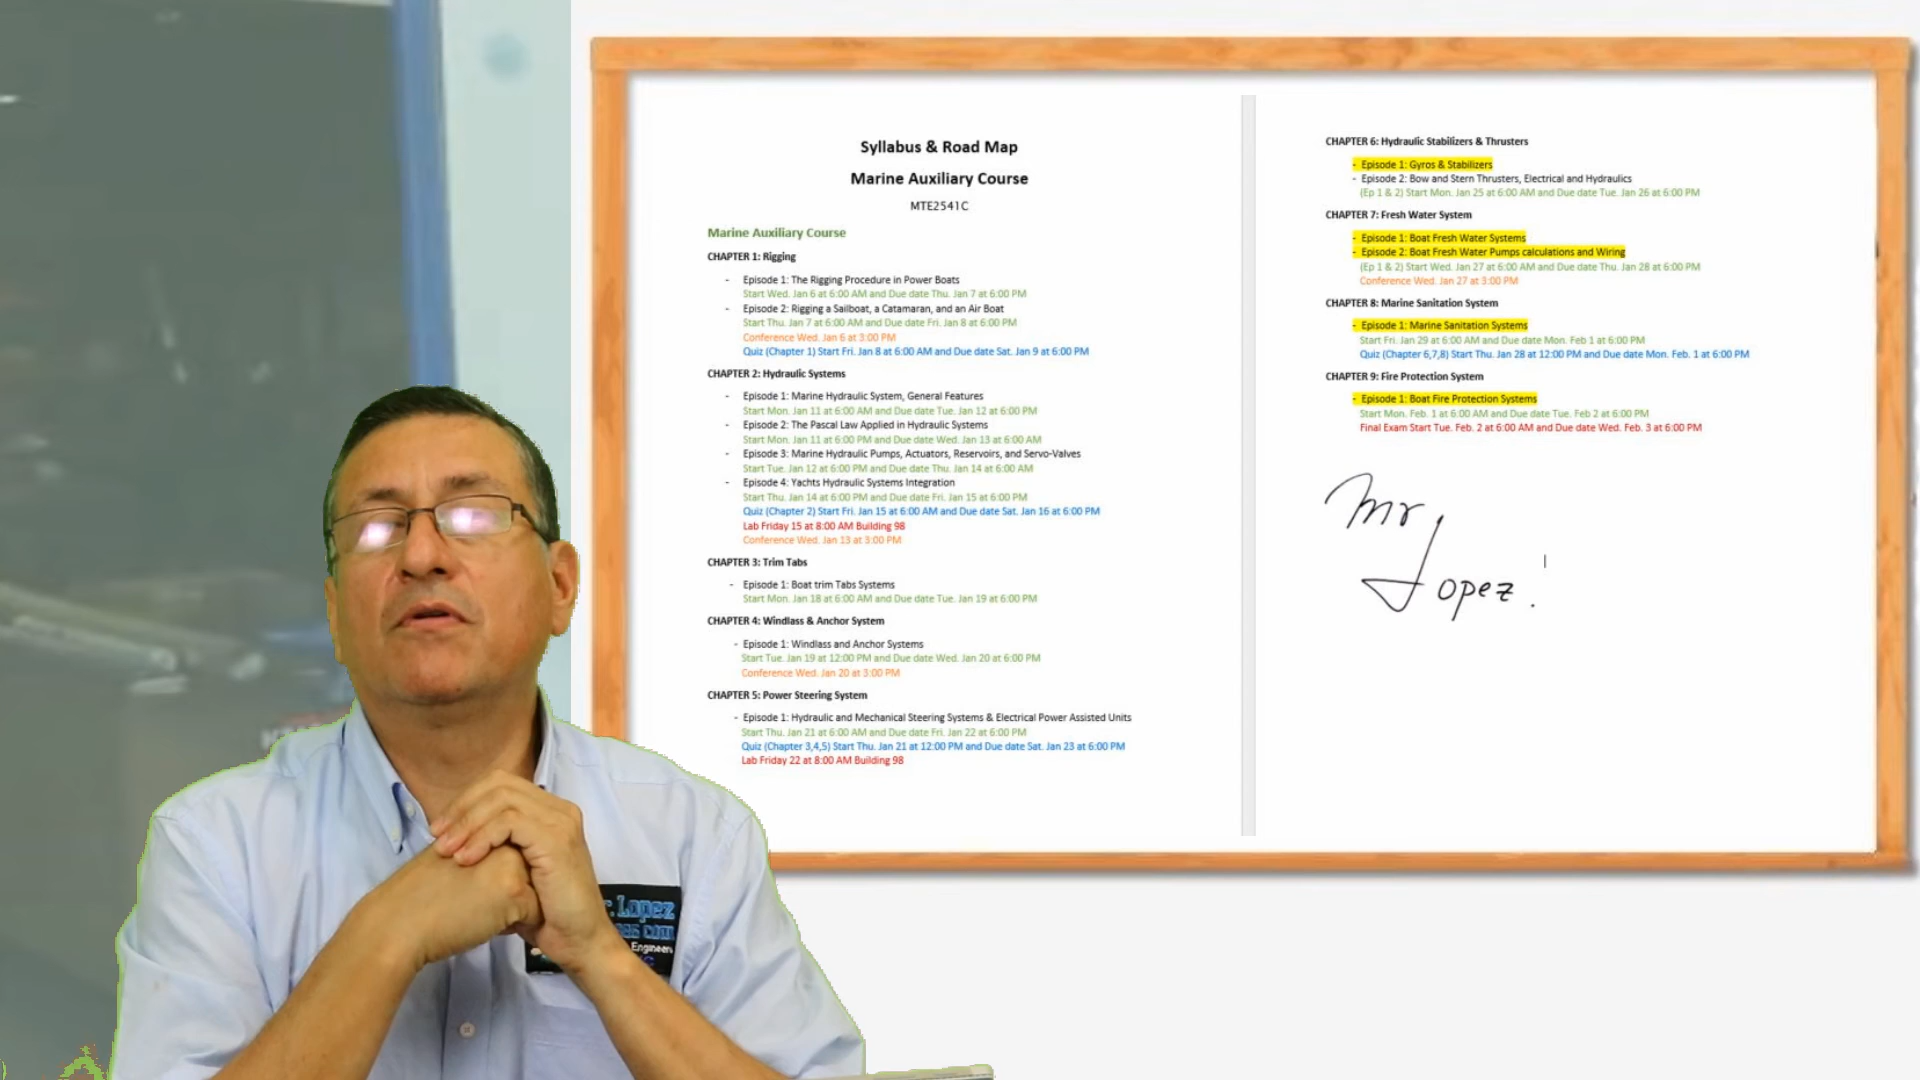 Syllabus & Road Map
Marine Auxiliary Course
MTE2541C
Marine Auxiliary Course
CHAPTER 1: Rigging
- Episode 1: The Rigging Procedure in Power Boats
Start Wed. Jan 6 at 6:00 AM and Due date Thu. Jan 7 at 6:00 PM
- Episode 2: Rigging a Sailboat, a Catamaran, and an Air Boat
Start Thu. Jan 7 at 6:00 AM and Due date Fri. Jan 8 at 6:00 PM
Conference Wed. Jan 6 at 3:00 PM
Quiz (Chapter 1) Start Fri. Jan 8 at 6:00 AM and Due date Sat. Jan 9 at 6:00 PM
CHAPTER 2: Hydraulic Systems
- Episode 1: Marine Hydraulic System, General Features
Start Mon. Jan 11 at 6:00 AM and Due date Tue. Jan 12 at 6:00 PM
- Episode 2: The Pascal Law Applied in Hydraulic Systems
Start Mon. Jan 11 at 6:00 PM and Due date Wed. Jan 13 at 6:00 AM
- Episode 3: Marine Hydraulic Pumps, Actuators, Reservoirs, and Servo-Valves
Start Tue. Jan 12 at 6:00 PM and Due date Thu. Jan 14 at 6:00 AM
- Episode 4: Yachts Hydraulic Systems Integration
Start Thu. Jan 14 at 6:00 PM and Due date Fri. Jan 15 at 6:00 PM
Quiz (Chapter 2) Start Fri. Jan 15 at 6:00 AM and Due date Sat. Jan 16 at 6:00 PM
Lab Friday 15 at 8:00 AM Building 98
Conference Wed. Jan 13 at 3:00 PM
CHAPTER 3: Trim Tabs
- Episode 1: Boat trim Tabs Systems
Start Mon. Jan 18 at 6:00 AM and Due date Tue. Jan 19 at 6:00 PM
CHAPTER 4: Windlass & Anchor System
- Episode 1: Windlass and Anchor Systems
Start Tue. Jan 19 at 12:00 PM and Due date Wed. Jan 20 at 6:00 PM
Conference Wed. Jan 20 at 3:00 PM
CHAPTER 5: Power Steering System
- Episode 1: Hydraulic and Mechanical Steering Systems & Electrical Power Assisted Units
Start Thu. Jan 21 at 6:00 AM and Due date Fri. Jan 22 at 6:00 PM
Quiz (Chapter 3,4,5) Start Thu. Jan 21 at 12:00 PM and Due date Sat. Jan 23 at 6:00 PM
Lab Friday 22 at 8:00 AM Building 98
CHAPTER 6: Hydraulic Stabilizers & Thrusters
- Episode 1: Gyros & Stabilizers
- Episode 2: Bow and Stern Thrusters, Electrical and Hydraulics
(Ep 1 & 2) Start Mon. Jan 25 at 6:00 AM and Due date Tue. Jan 26 at 6:00 PM
CHAPTER 7: Fresh Water System
- Episode 1: Boat Fresh Water Systems
- Episode 2: Boat Fresh Water Pumps calculations and Wiring
(Ep 1 & 2) Start Wed. Jan 27 at 6:00 AM and Due date Thu. Jan 28 at 6:00 PM
Conference Wed. Jan 27 at 3:00 PM
CHAPTER 8: Marine Sanitation System
- Episode 1: Marine Sanitation Systems
Start Fri. Jan 29 at 6:00 AM and Due date Mon. Feb 1 at 6:00 PM
Quiz (Chapter 6,7,8) Start Thu. Jan 28 at 12:00 PM and Due date Mon. Feb. 1 at 6:00 PM
CHAPTER 9: Fire Protection System
- Episode 1: Boat Fire Protection Systems
Start Mon. Feb. 1 at 6:00 AM and Due date Tue. Feb 2 at 6:00 PM
Final Exam Start Tue. Feb. 2 at 6:00 AM and Due date Wed. Feb. 3 at 6:00 PM
Mr
Lopez.
Lopez
Engineers